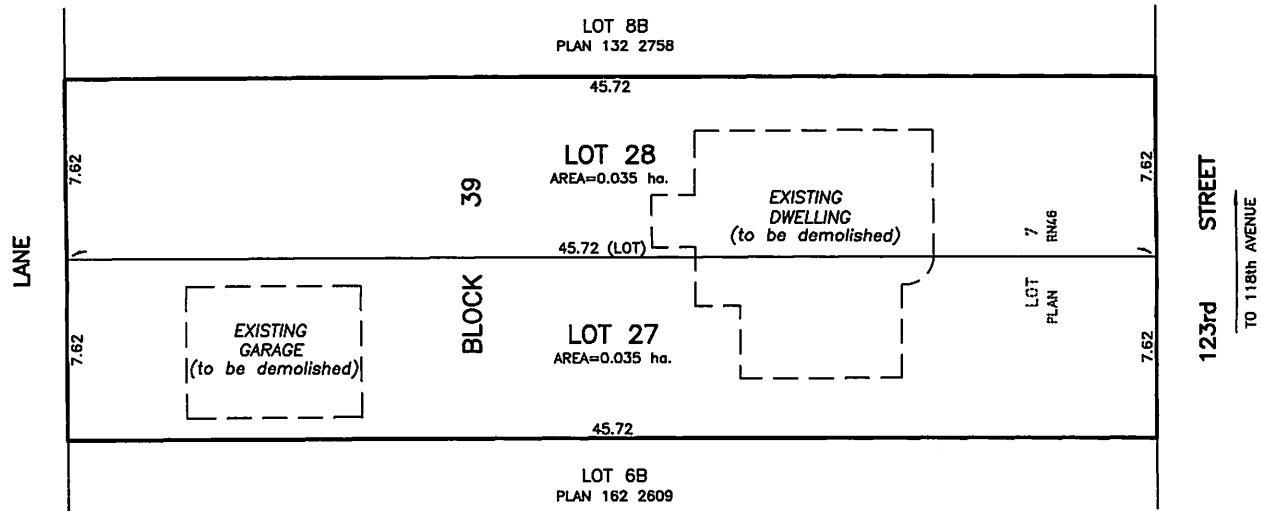 LOT 8B
PLAN 132 2758
45.72
7.62
LOT 28
AREA=0.035 ha.
39
EXISTING
DWELLING
(to be demolished)
7
RN46
7.62
STREET
LANE
45.72 (LOT)
TO 118th AVENUE
BLOCK
LOT
PLAN
123rd
EXISTING
GARAGE
(to be demolished)
7.62
LOT 27
AREA=0.035 ha.
7.62
45.72
LOT 6B
PLAN 162 2609